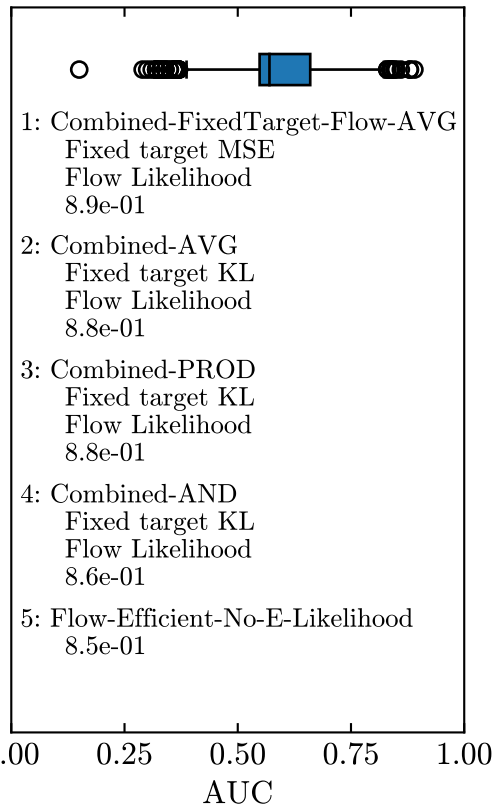 1: Combined-FixedTarget-Flow-AVG
Fixed target MSE
Flow Likelihood
8.9e-01
2: Combined-AVG
Fixed target KL
Flow Likelihood
8.8e-01
3: Combined-PROD
Fixed target KL
Flow Likelihood
8.8e-01
4: Combined-AND
Fixed target KL
Flow Likelihood
8.6e-01
5: Flow-Efficient-No-E-Likelihood
8.5e-01
.00 0.25 0.50 0.75 1.00
AUC